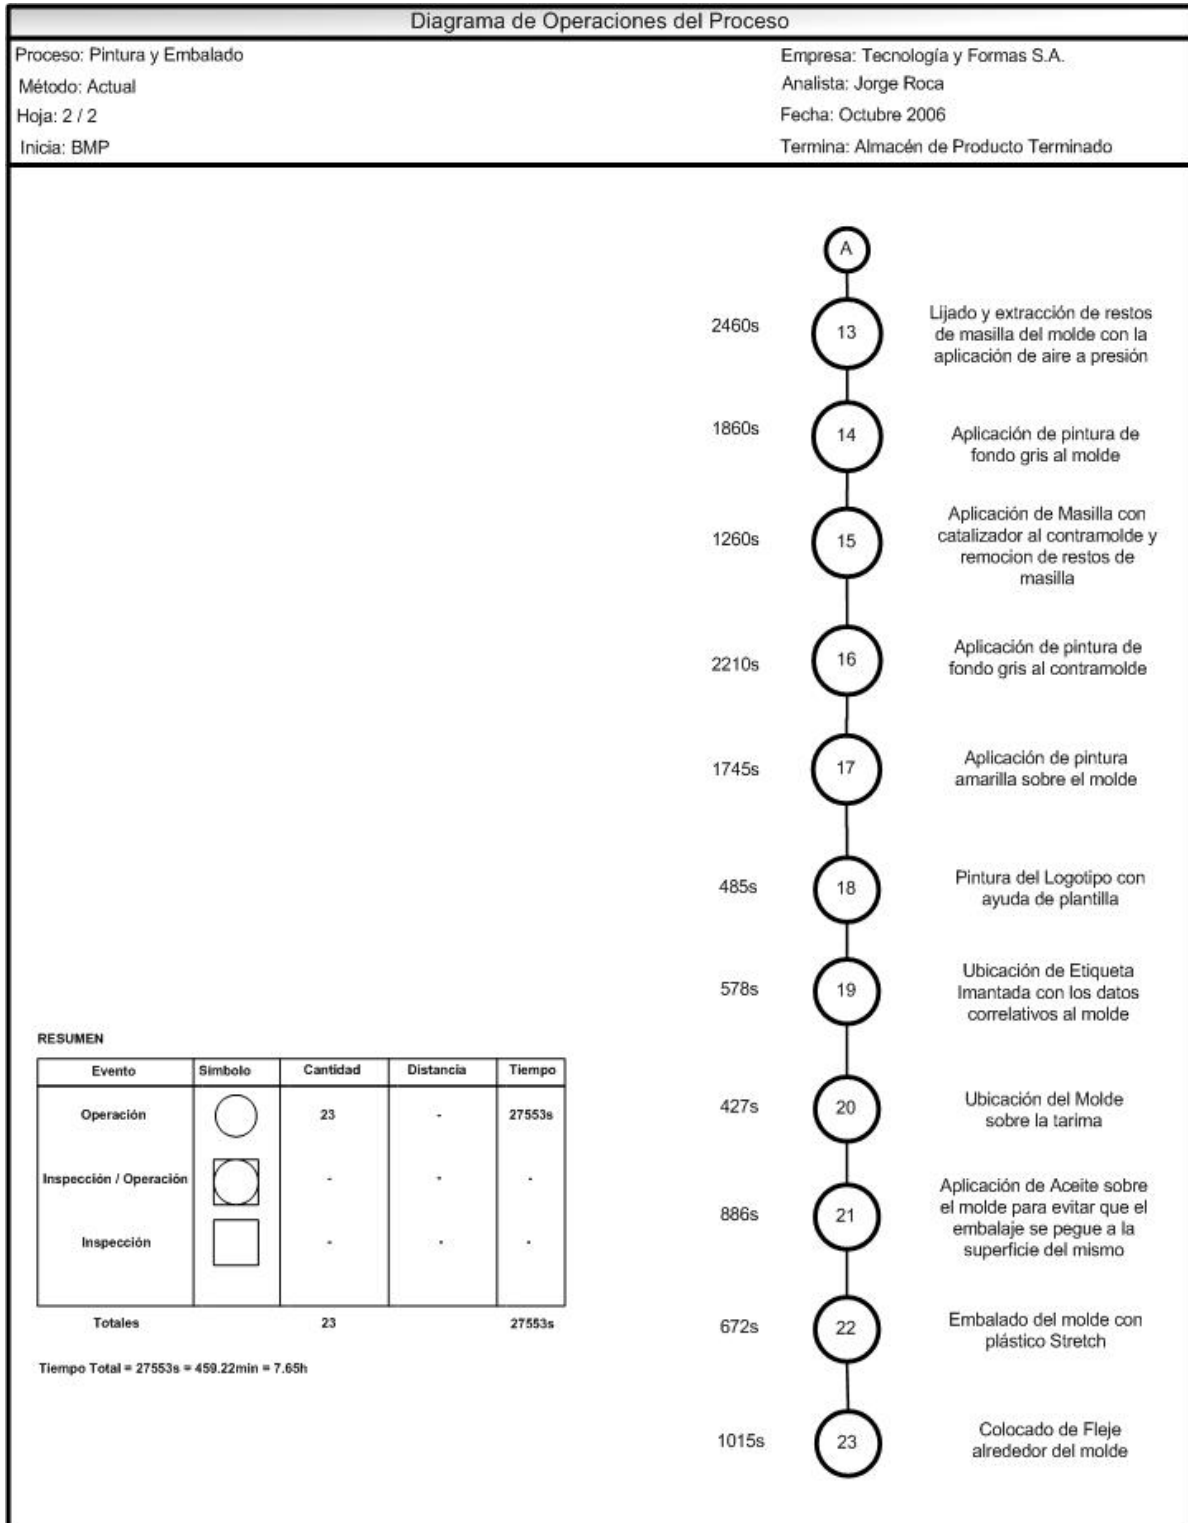 Diagrama de Operaciones del Proceso
Proceso: Pintura y Embalado
Método: Actual
Hoja: 2 / 2
Inicia: BMP
Empresa: Tecnología y Formas S.A.
Analista: Jorge Roca
Fecha: Octubre 2006
Termina: Almacén de Producto Terminado
A
2460s
13
Lijado y extracción de restos
de masilla del molde con la
aplicación de aire a presión
1860s
14
Aplicación de pintura de
fondo gris al molde
1260s
15
Aplicación de Masilla con
catalizador al contramolde y
remocion de restos de
masilla
2210s
16
Aplicación de pintura de
fondo gris al contramolde
1745s
17
Aplicación de pintura
amarilla sobre el molde
485s
18
Pintura del Logotipo con
ayuda de plantilla
578s
19
Ubicación de Etiqueta
Imantada con los datos
correlativos al molde
427s
20
Ubicación del Molde
sobre la tarima
886s
21
Aplicación de Aceite sobre
el molde para evitar que el
embalaje se pegue a la
superficie del mismo
672s
22
Embalado del molde con
plástico Stretch
1015s
23
Colocado de Fleje
alrededor del molde
RESUMEN
Evento Símbolo Cantidad Distancia Tiempo
Operación 23 - 27553s
Inspección / Operación - - -
Inspección - - -
Totales 23 27553s
Tiempo Total = 27553s = 459.22min = 7.65h